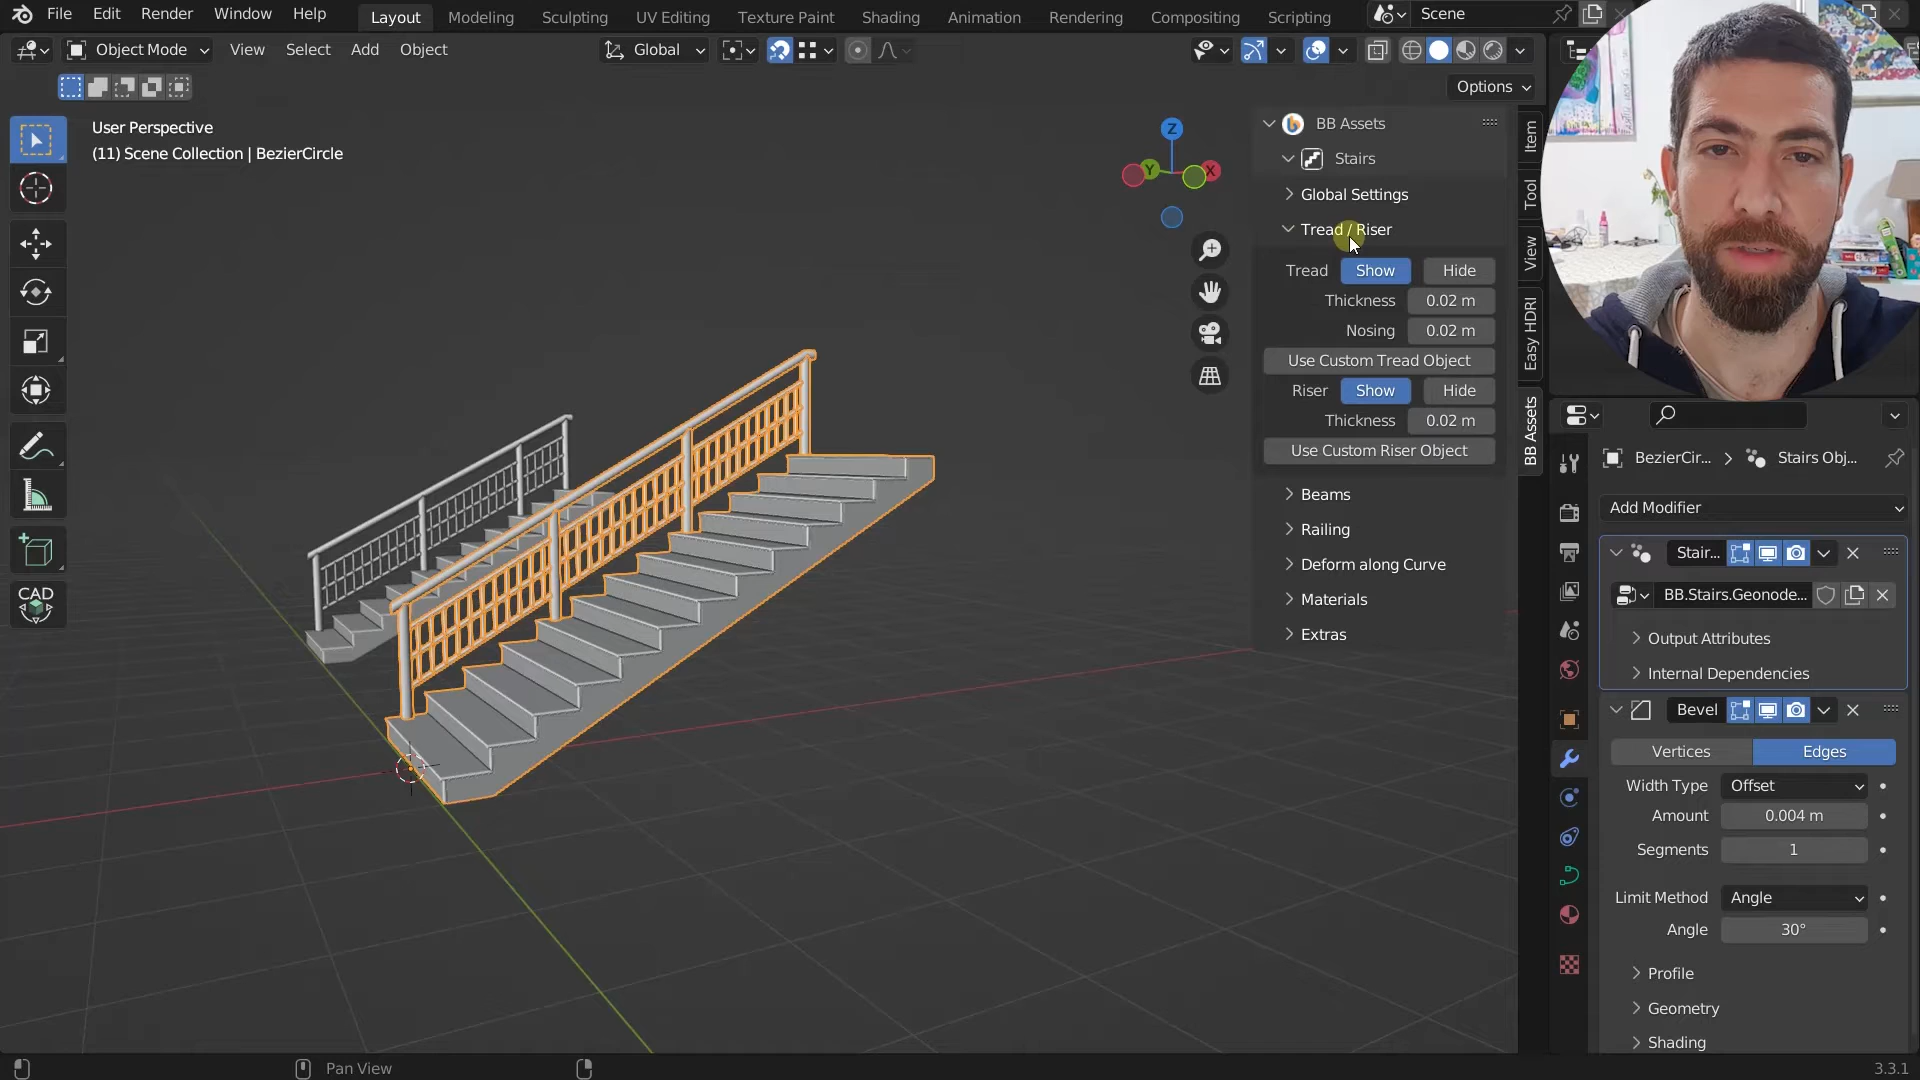 File Edit Render Window Help Layout Modeling Sculpting UV Editing Texture Paint Shading Animation Rendering Compositing Scripting Scene
Object Mode View Select Add Object Global
Options
User Perspective
(11) Scene Collection | BezierCircle
Z
Y
X
CAD
BB Assets
Stairs
Global Settings
Tread / Riser
Tread Show Hide
Thickness 0.02 m
Nosing 0.02 m
Use Custom Tread Object
Riser Show Hide
Thickness 0.02 m
Use Custom Riser Object
Beams
Railing
Deform along Curve
Materials
Extras
Item
Tool
View
Easy HDRI
BB Assets
BezierCir... Stairs Obj...
Add Modifier
Stair...
BB.Stairs.Geonode...
Output Attributes
Internal Dependencies
Bevel
Vertices Edges
Width Type Offset
Amount 0.004 m
Segments 1
Limit Method Angle
Angle 30°
Profile
Geometry
Shading
Pan View
3.3.1